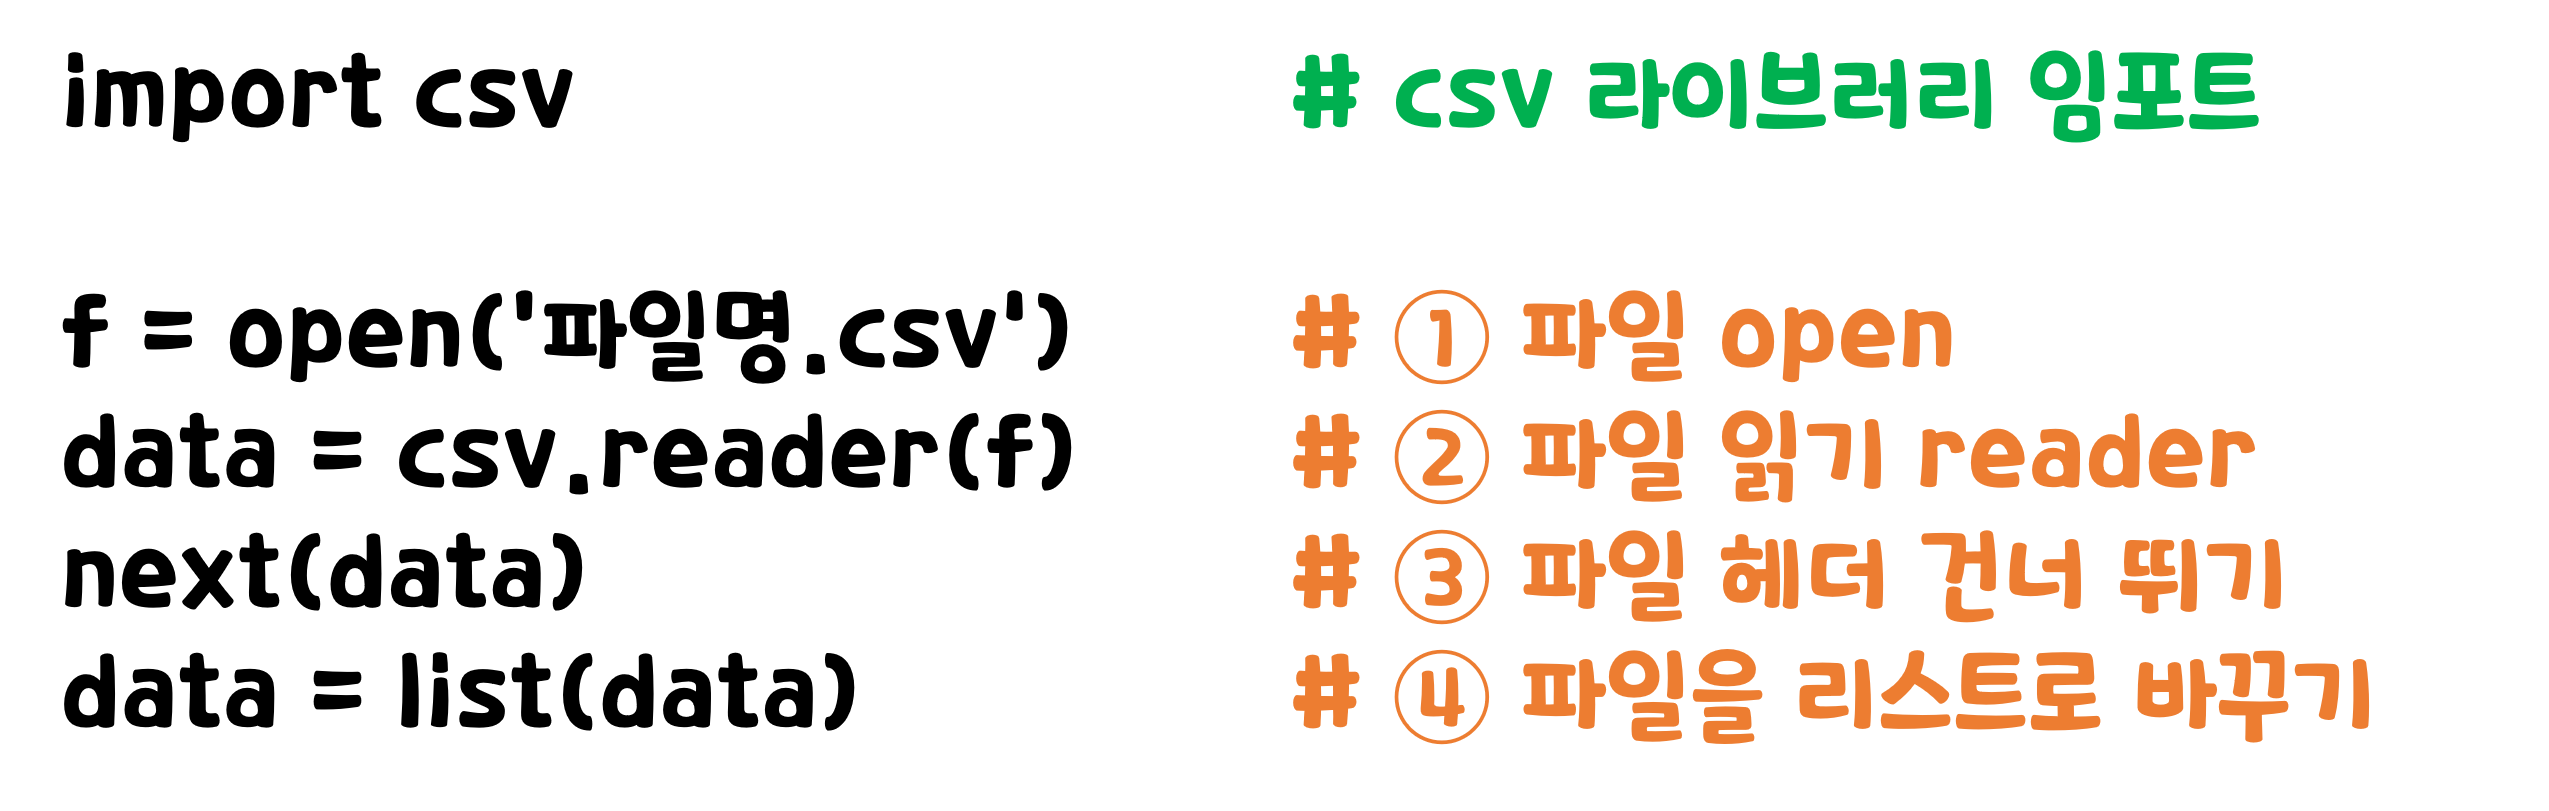 import csv # csv 라이브러리 임포트
f = open('파일명.csv') # ① 파일 open
data = csv.reader(f) # ② 파일 읽기 reader
next(data) # ③ 파일 헤더 건너 뛰기
data = list(data) # ④ 파일을 리스트로 바꾸기